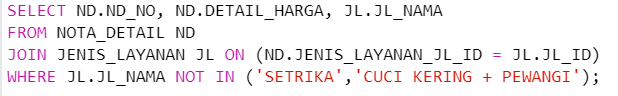 SELECT ND.ND_NO, ND.DETAIL_HARGA, JL.JL_NAMA
FROM NOTA_DETAIL ND
JOIN JENIS_LAYANAN JL ON (ND.JENIS_LAYANAN_JL_ID = JL.JL_ID)
WHERE JL.JL_NAMA NOT IN ('SETRIKA','CUCI KERING + PEWANGI');